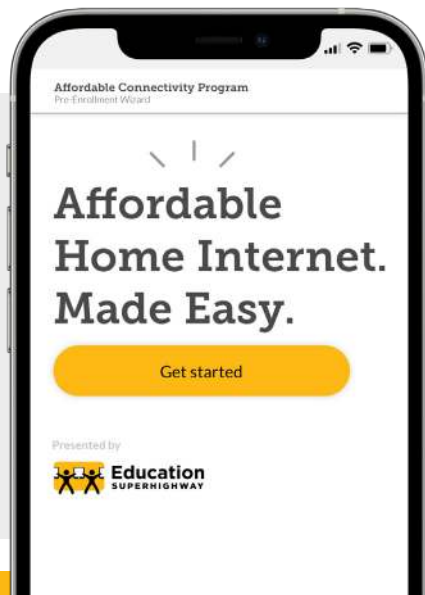 Affordable Connectivity Program
Pre-Enrollment Wizard
Affordable
Home Internet.
Made Easy.
Get started
Presented by
Education
SUPERHIGHWAY